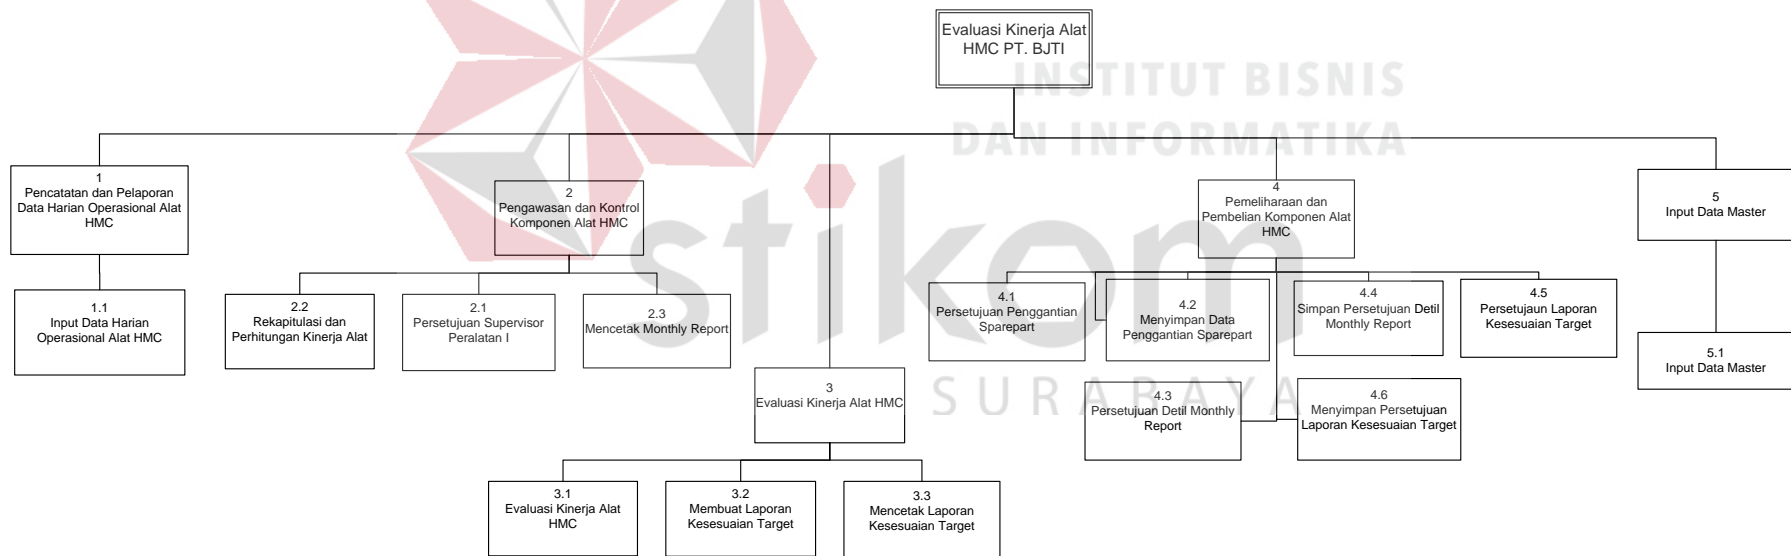 Evaluasi Kinerja Alat
HMC PT. BJTI
INSTITUT BISNIS
DAN INFORMATIKA
stikom
SURABAYA
1
Pencatatan dan Pelaporan
Data Harian Operasional Alat
HMC
2
Pengawasan dan Kontrol
Komponen Alat HMC
4
Pemeliharaan dan
Pembelian Komponen Alat
HMC
5
Input Data Master
1.1
Input Data Harian
Operasional Alat HMC
2.2
Rekapitulasi dan
Perhitungan Kinerja Alat
2.1
Persetujuan Supervisor
Peralatan I
2.3
Mencetak Monthly Report
4.1
Persetujuan Penggantian
Sparepart
4.2
Menyimpan Data
Penggantian Sparepart
4.4
Simpan Persetujuan Detil
Monthly Report
4.5
Persetujaun Laporan
Kesesuaian Target
5.1
Input Data Master
3
Evaluasi Kinerja Alat HMC
4.3
Persetujuan Detil Monthly
Report
4.6
Menyimpan Persetujuan
Laporan Kesesuaian Target
3.1
Evaluasi Kinerja Alat
HMC
3.2
Membuat Laporan
Kesesuaian Target
3.3
Mencetak Laporan
Kesesuaian Target